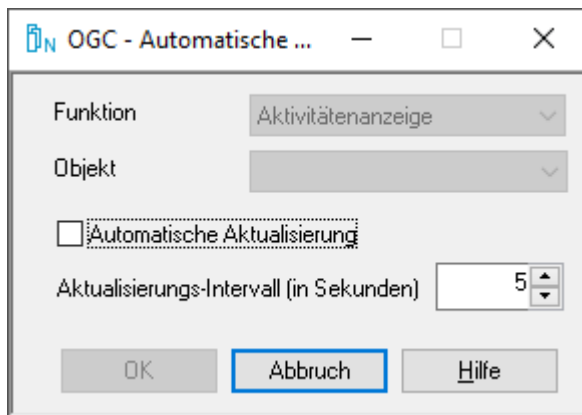 OGC - Automatische ...
Funktion Aktivitätenanzeige
Objekt
Automatische Aktualisierung
Aktualisierungs-Intervall (in Sekunden) 5
OK Abbruch Hilfe